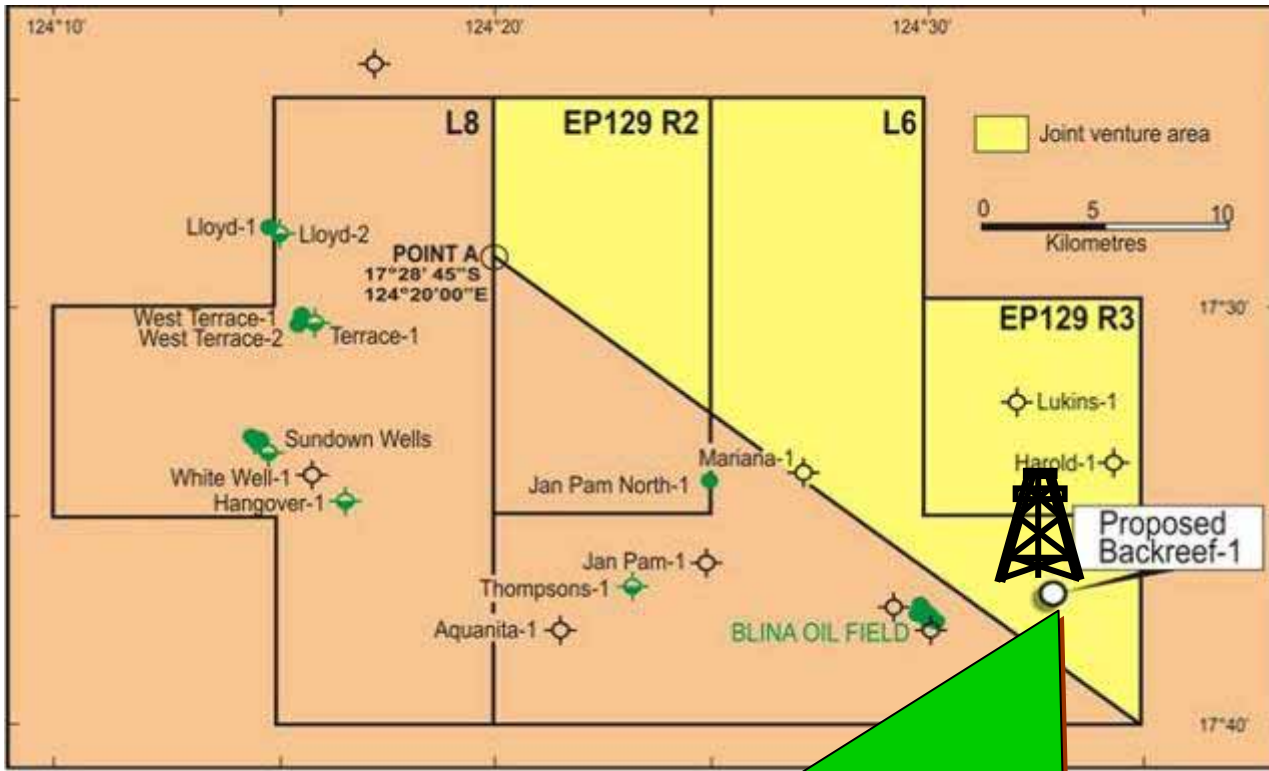 124°10'
124°20'
124°30'
L8
EP129 R2
L6
Joint venture area
0 5 10
Kilometres
Lloyd-1
Lloyd-2
POINT A
17°28' 45"S
124°20'00"E
West Terrace-1
West Terrace-2
Terrace-1
EP129 R3
17°30'
Lukins-1
Sundown Wells
White Well-1
Hangover-1
Mariana-1
Jan Pam North-1
Harold-1
Proposed
Backreef-1
Jan Pam-1
Thompsons-1
Aquanita-1
BLINA OIL FIELD
17°40'